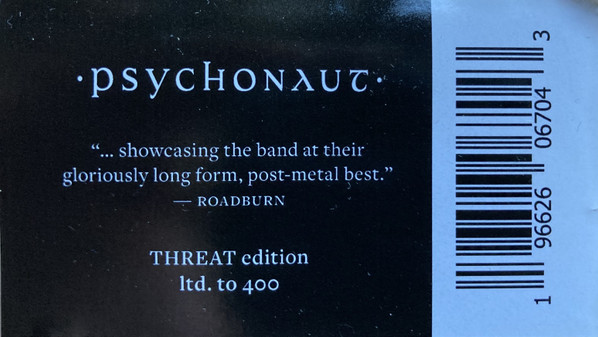 ·psychonaut·
“... showcasing the band at their
gloriously long form, post-metal best.”
— ROADBURN
THREAT edition
ltd. to 400
1 96626 06704 3